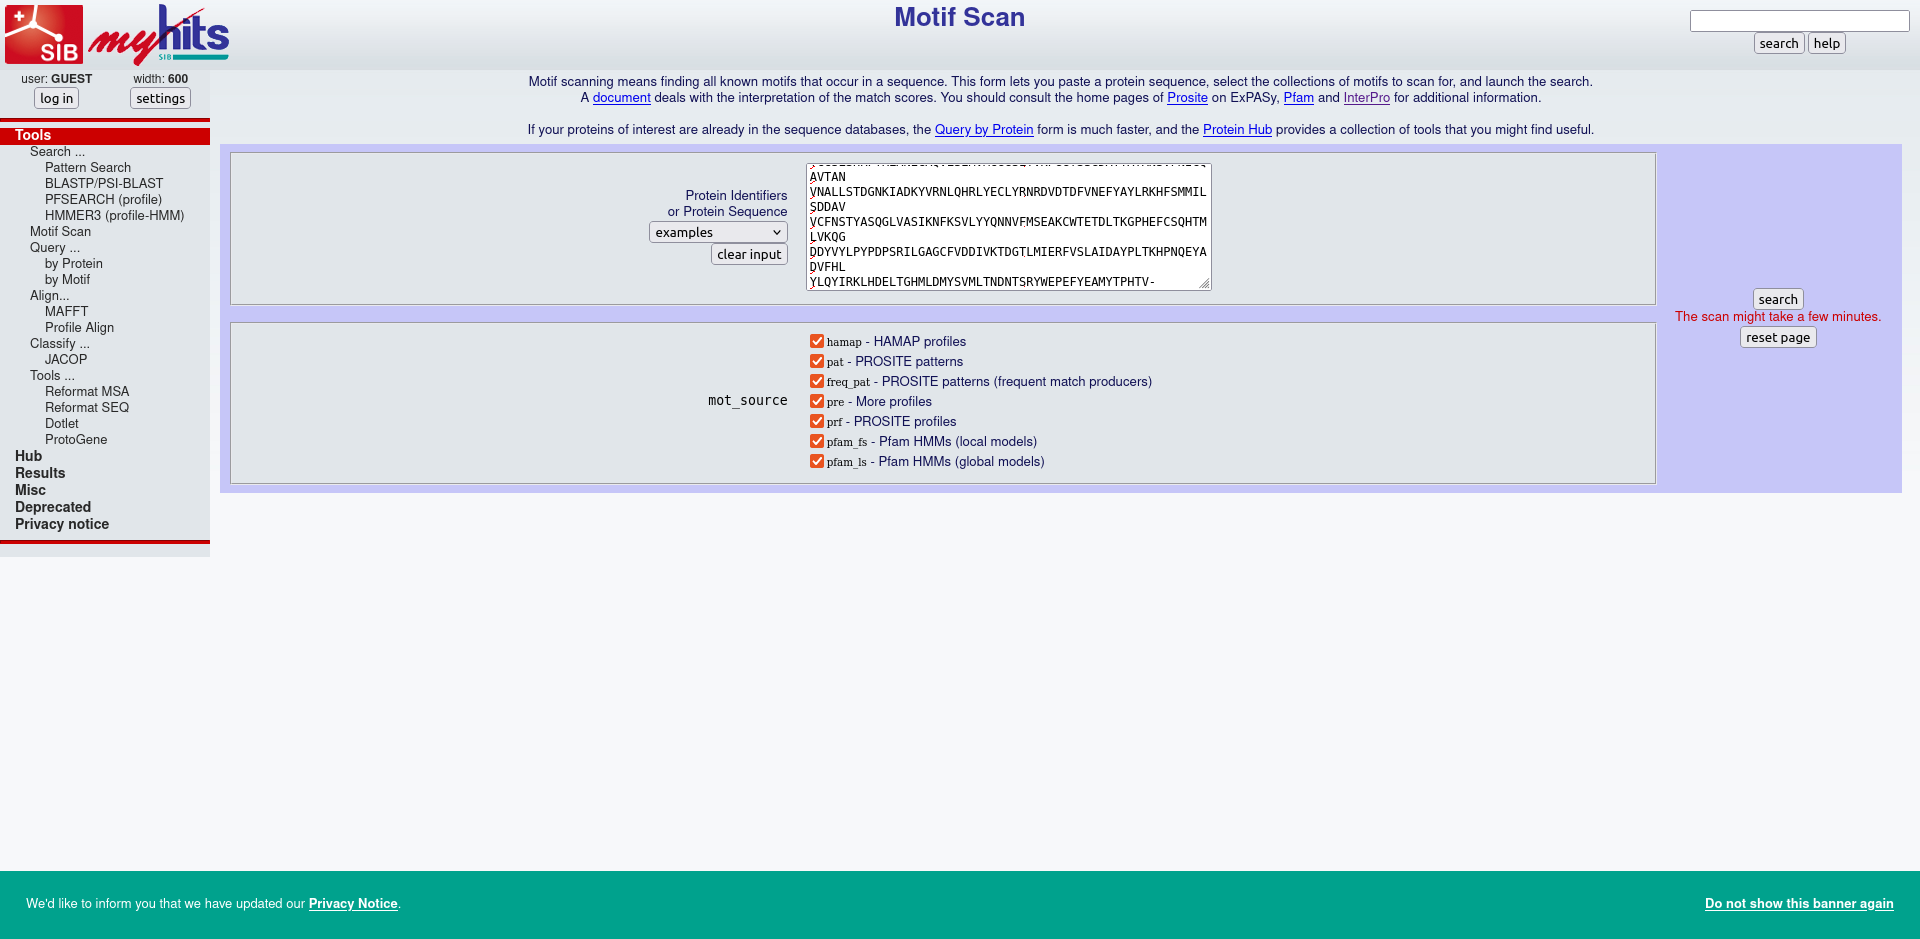 SIB
myhits
SIB
Motif Scan
search
help
user: GUEST
width: 600
log in
settings
Tools
Search ...
Pattern Search
BLASTP/PSI-BLAST
PFSEARCH (profile)
HMMER3 (profile-HMM)
Motif Scan
Query ...
by Protein
by Motif
Align...
MAFFT
Profile Align
Classify ...
JACOP
Tools ...
Reformat MSA
Reformat SEQ
Dotlet
ProtoGene
Hub
Results
Misc
Deprecated
Privacy notice
Motif scanning means finding all known motifs that occur in a sequence. This form lets you paste a protein sequence, select the collections of motifs to scan for, and launch the search.
A document deals with the interpretation of the match scores. You should consult the home pages of Prosite on ExPASy, Pfam and InterPro for additional information.
If your proteins of interest are already in the sequence databases, the Query by Protein form is much faster, and the Protein Hub provides a collection of tools that you might find useful.
Protein Identifiers
or Protein Sequence
examples
clear input
AVTAN
VNALLSTDGNKIADKYVRNLQHRLYECLYRNRDVDTDFVNEFYAYLRKHFSMMIL
SDDAV
VCFNSTYASQGLVASIKNFKSVLYYQNNVFMSEAKCWTETDLTKGPHEFCSQHTM
LVKQG
DDYVYLPYPDPSRILGAGCFVDDIVKTDGTLMIERFVSLAIDAYPLTKHPNQEYA
DVFHL
YLQYIRKLHDELTGHMLDMYSVMLTNDNTSRYWEPEFYEAMYTPHTV-
mot_source
hamap - HAMAP profiles
pat - PROSITE patterns
freq_pat - PROSITE patterns (frequent match producers)
pre - More profiles
prf - PROSITE profiles
pfam_fs - Pfam HMMs (local models)
pfam_ls - Pfam HMMs (global models)
search
The scan might take a few minutes.
reset page
We'd like to inform you that we have updated our Privacy Notice.
Do not show this banner again